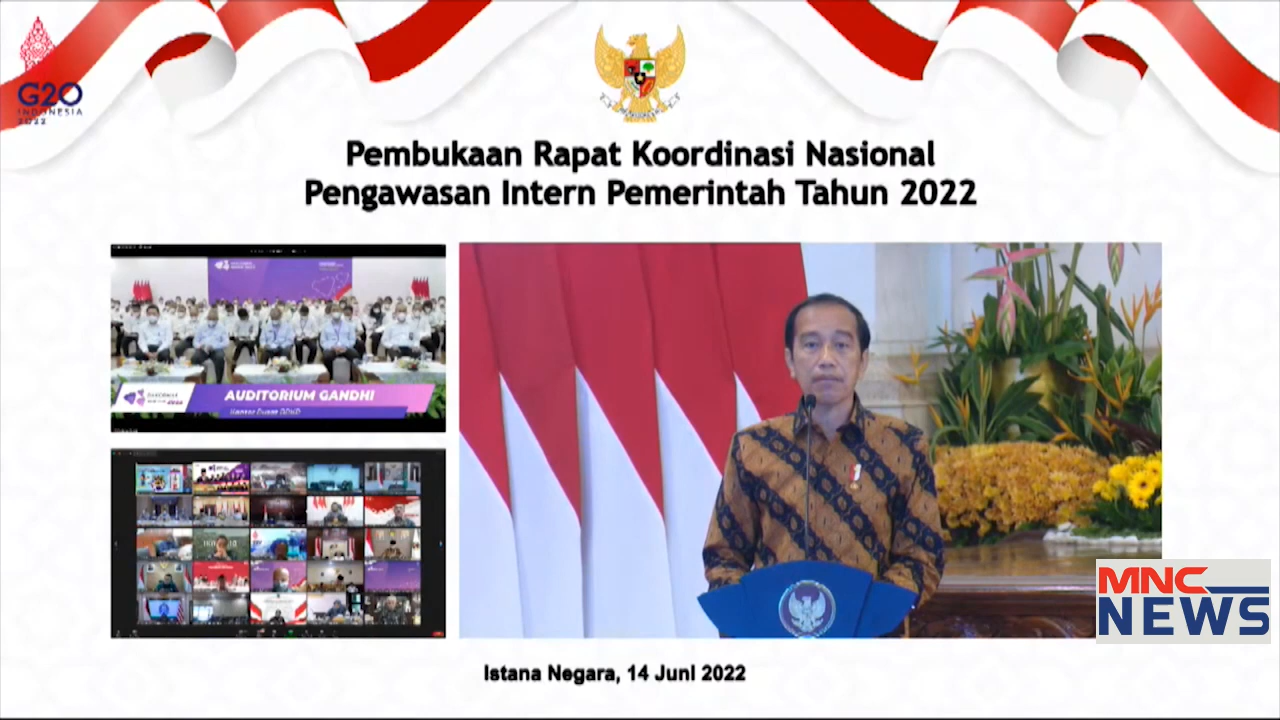 G20
INDONESIA
2022
Pembukaan Rapat Koordinasi Nasional
Pengawasan Intern Pemerintah Tahun 2022
AUDITORIUM GANDHI
Istana Negara, 14 Juni 2022
MNC
NEWS